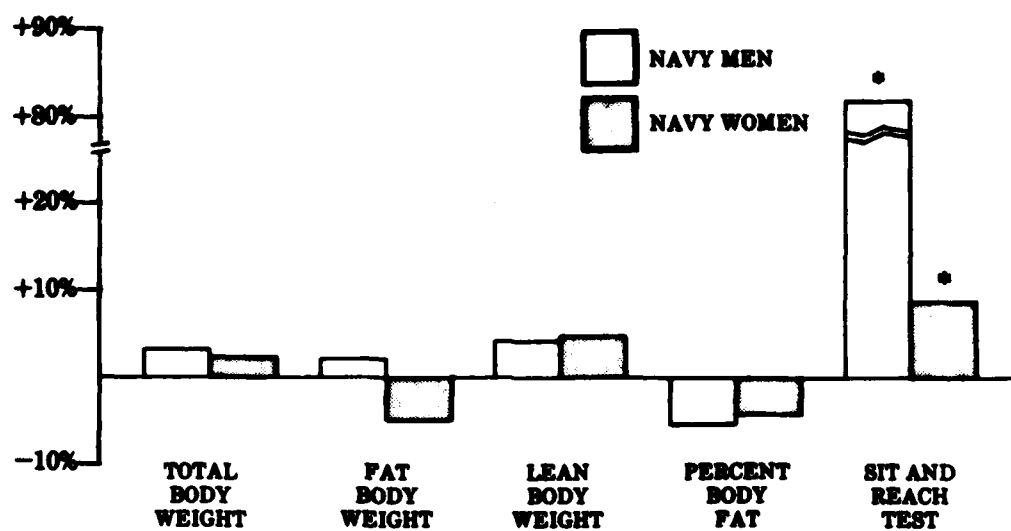 +90%
+80%
+20%
+10%
-10%
NAVY MEN
NAVY WOMEN
*
*
TOTAL
BODY
WEIGHT
FAT
BODY
WEIGHT
LEAN
BODY
WEIGHT
PERCENT
BODY
FAT
SIT AND
REACH
TEST